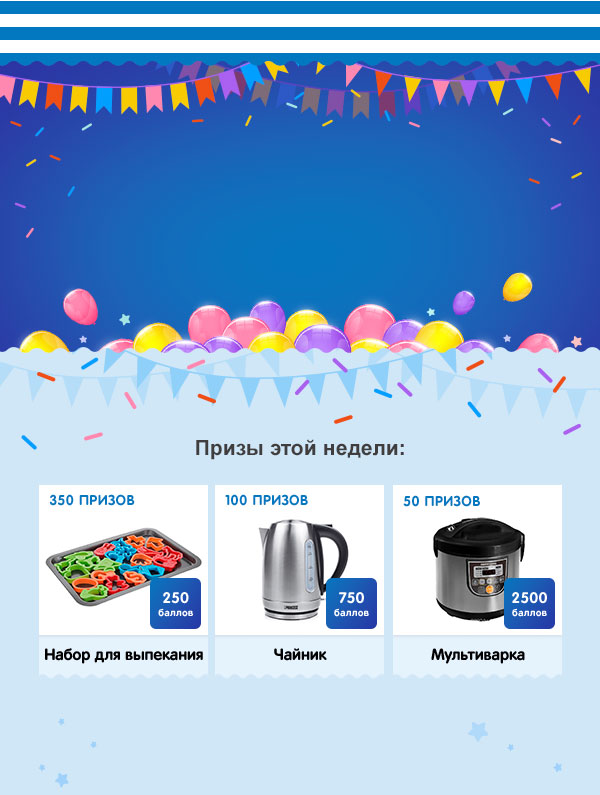 Призы этой недели:
350 ПРИЗОВ
250
баллов
Набор для выпекания
100 ПРИЗОВ
750
баллов
Чайник
50 ПРИЗОВ
2500
баллов
Мультиварка